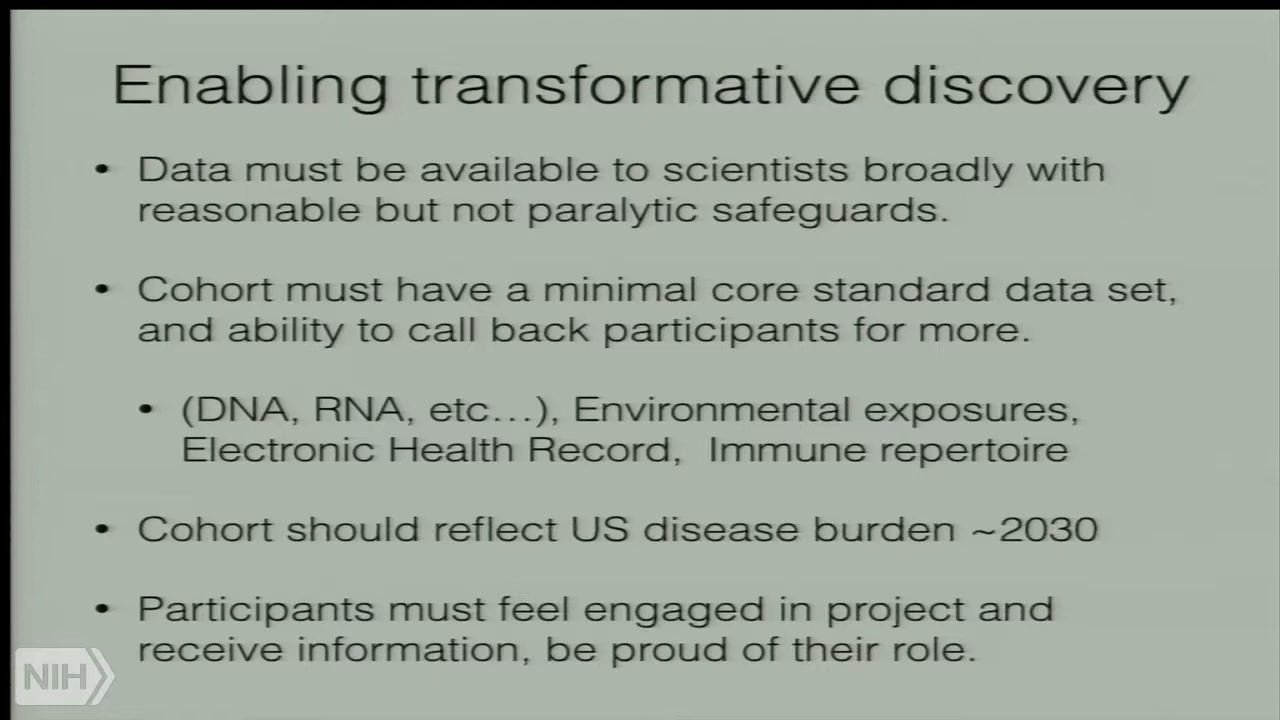 Enabling transformative discovery
• Data must be available to scientists broadly with
reasonable but not paralytic safeguards.
• Cohort must have a minimal core standard data set,
and ability to call back participants for more.
• (DNA, RNA, etc...), Environmental exposures,
Electronic Health Record,  Immune repertoire
• Cohort should reflect US disease burden ~2030
• Participants must feel engaged in project and
receive information, be proud of their role.
NIH